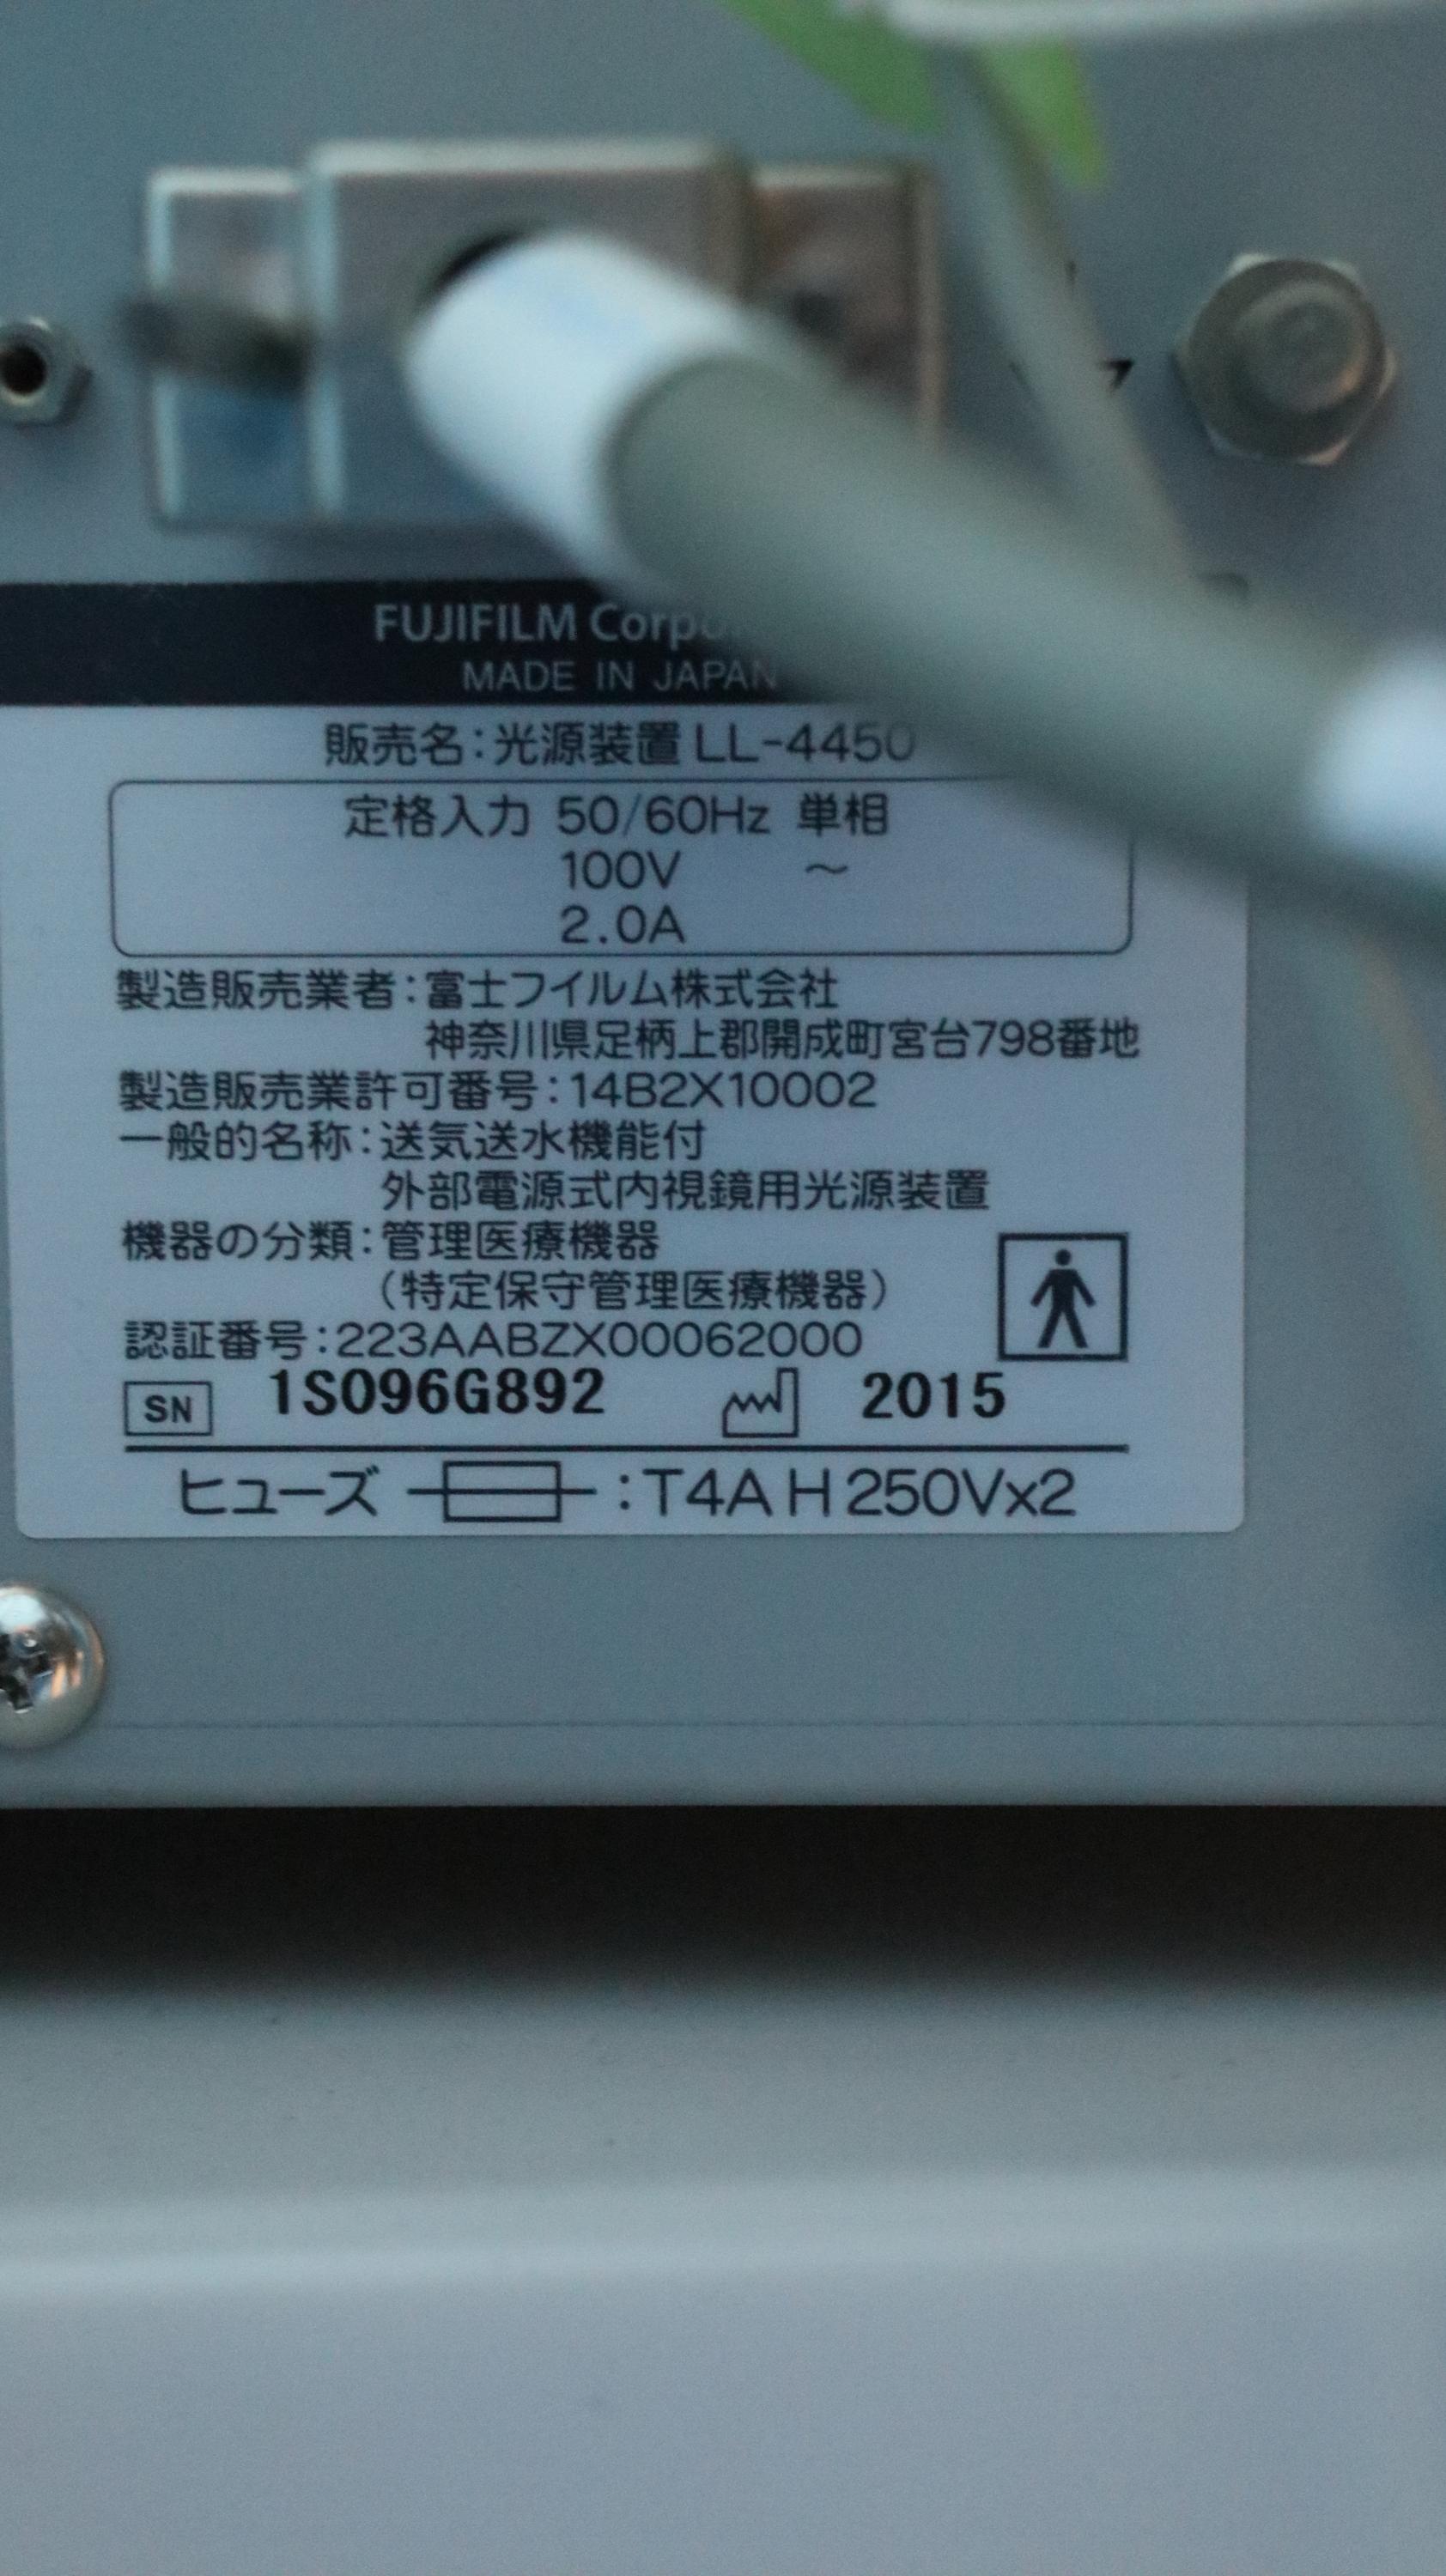 FUJIFILM
MADE IN JAPAN
販売名:光源装置 LL-4450
定格入力 50/60Hz 単相
100V ～
2.0A
製造販売業者:富士フイルム株式会社
神奈川県足柄上郡開成町宮台798番地
製造販売業許可番号:14B2X10002
一般的名称:送気送水機能付
外部電源式内視鏡用光源装置
機器の分類:管理医療機器
(特定保守管理医療機器)
認証番号:223AABZX00062000
SN 1S096G892 2015
ヒューズ :T4A H 250Vx2